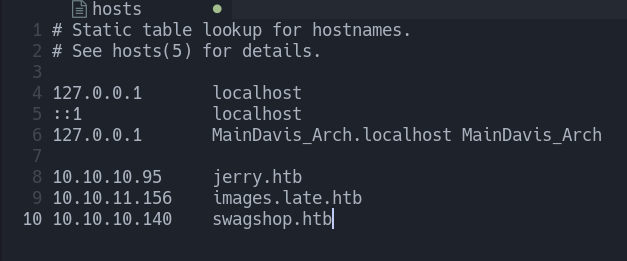 hosts
1 # Static table lookup for hostnames.
2 # See hosts(5) for details.
3
4 127.0.0.1 localhost
5 ::1 localhost
6 127.0.0.1 MainDavis_Arch.localhost MainDavis_Arch
7
8 10.10.10.95 jerry.htb
9 10.10.11.156 images.late.htb
10 10.10.10.140 swagshop.htb